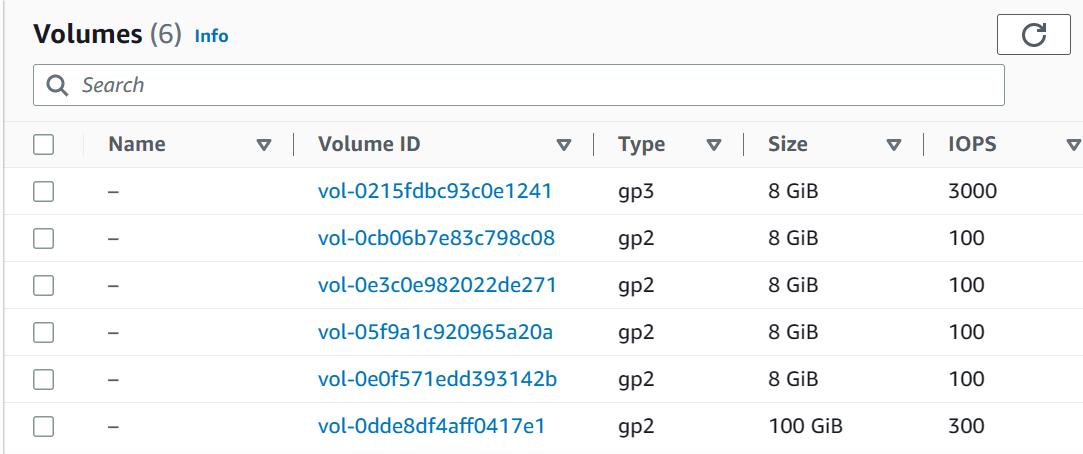 Volumes (6) Info
Search
Name Volume ID Type Size IOPS
– vol-0215fdbc93c0e1241 gp3 8 GiB 3000
– vol-0cb06b7e83c798c08 gp2 8 GiB 100
– vol-0e3c0e982022de271 gp2 8 GiB 100
– vol-05f9a1c920965a20a gp2 8 GiB 100
– vol-0e0f571edd393142b gp2 8 GiB 100
– vol-0dde8df4aff0417e1 gp2 100 GiB 300